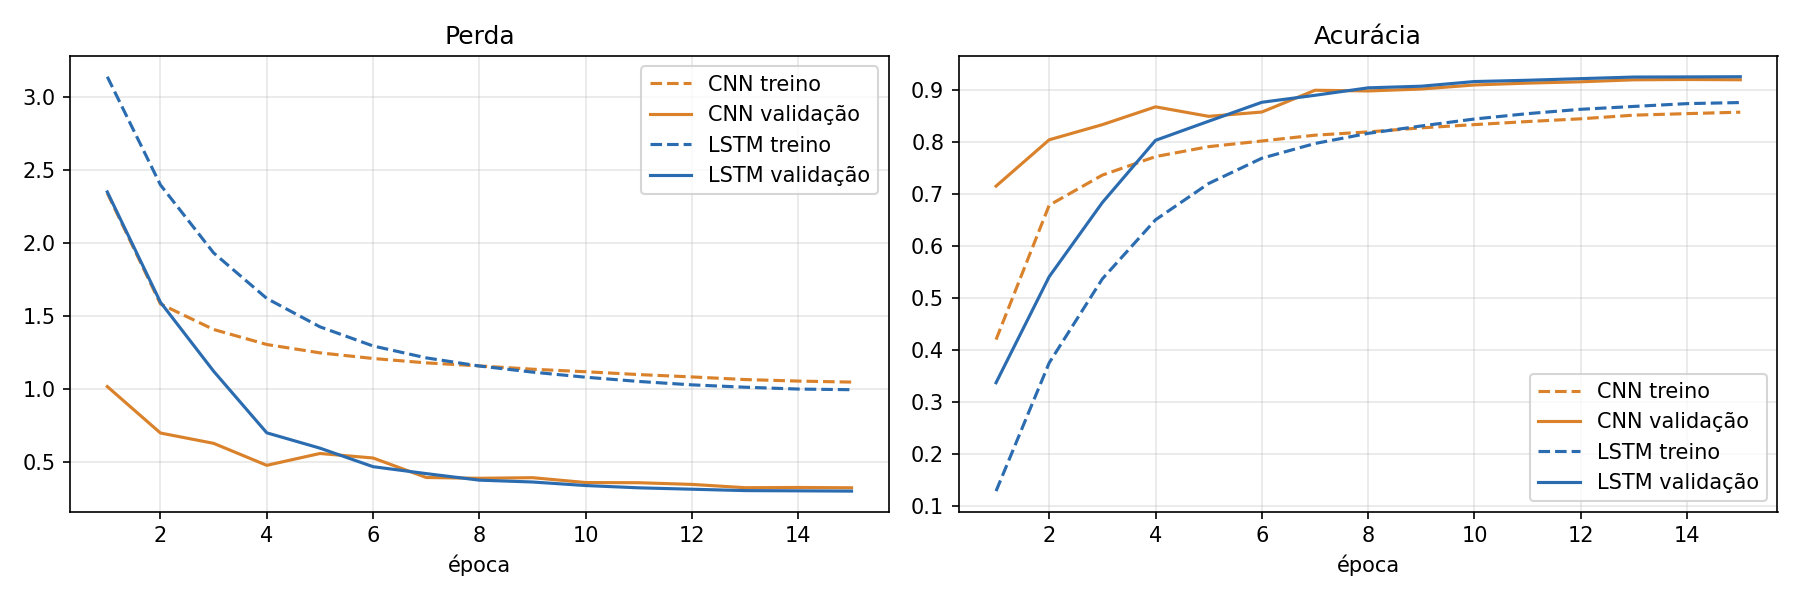 Perda
3.0
2.5
2.0
1.5
1.0
0.5
2 4 6 8 10 12 14
época
CNN treino
CNN validação
LSTM treino
LSTM validação
Acurácia
0.9
0.8
0.7
0.6
0.5
0.4
0.3
0.2
0.1
2 4 6 8 10 12 14
época
CNN treino
CNN validação
LSTM treino
LSTM validação